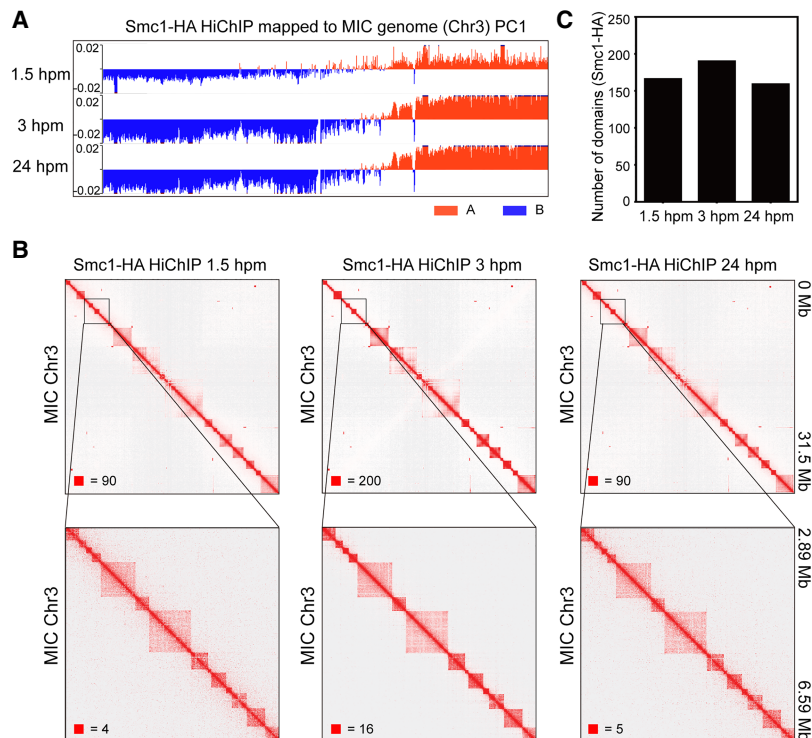 A
Smc1-HA HiChIP mapped to MIC genome (Chr3) PC1
1.5 hpm
0.02
-0.02
3 hpm
0.02
-0.02
24 hpm
0.02
-0.02
A
B
C
Number of domains (Smc1-HA)
250
200
150
100
50
0
1.5 hpm
3 hpm
24 hpm
B
Smc1-HA HiChIP 1.5 hpm
Smc1-HA HiChIP 3 hpm
Smc1-HA HiChIP 24 hpm
MIC Chr3
= 90
MIC Chr3
= 200
MIC Chr3
= 90
0 Mb
31.5 Mb
MIC Chr3
= 4
MIC Chr3
= 16
MIC Chr3
= 5
2.89 Mb
6.59 Mb